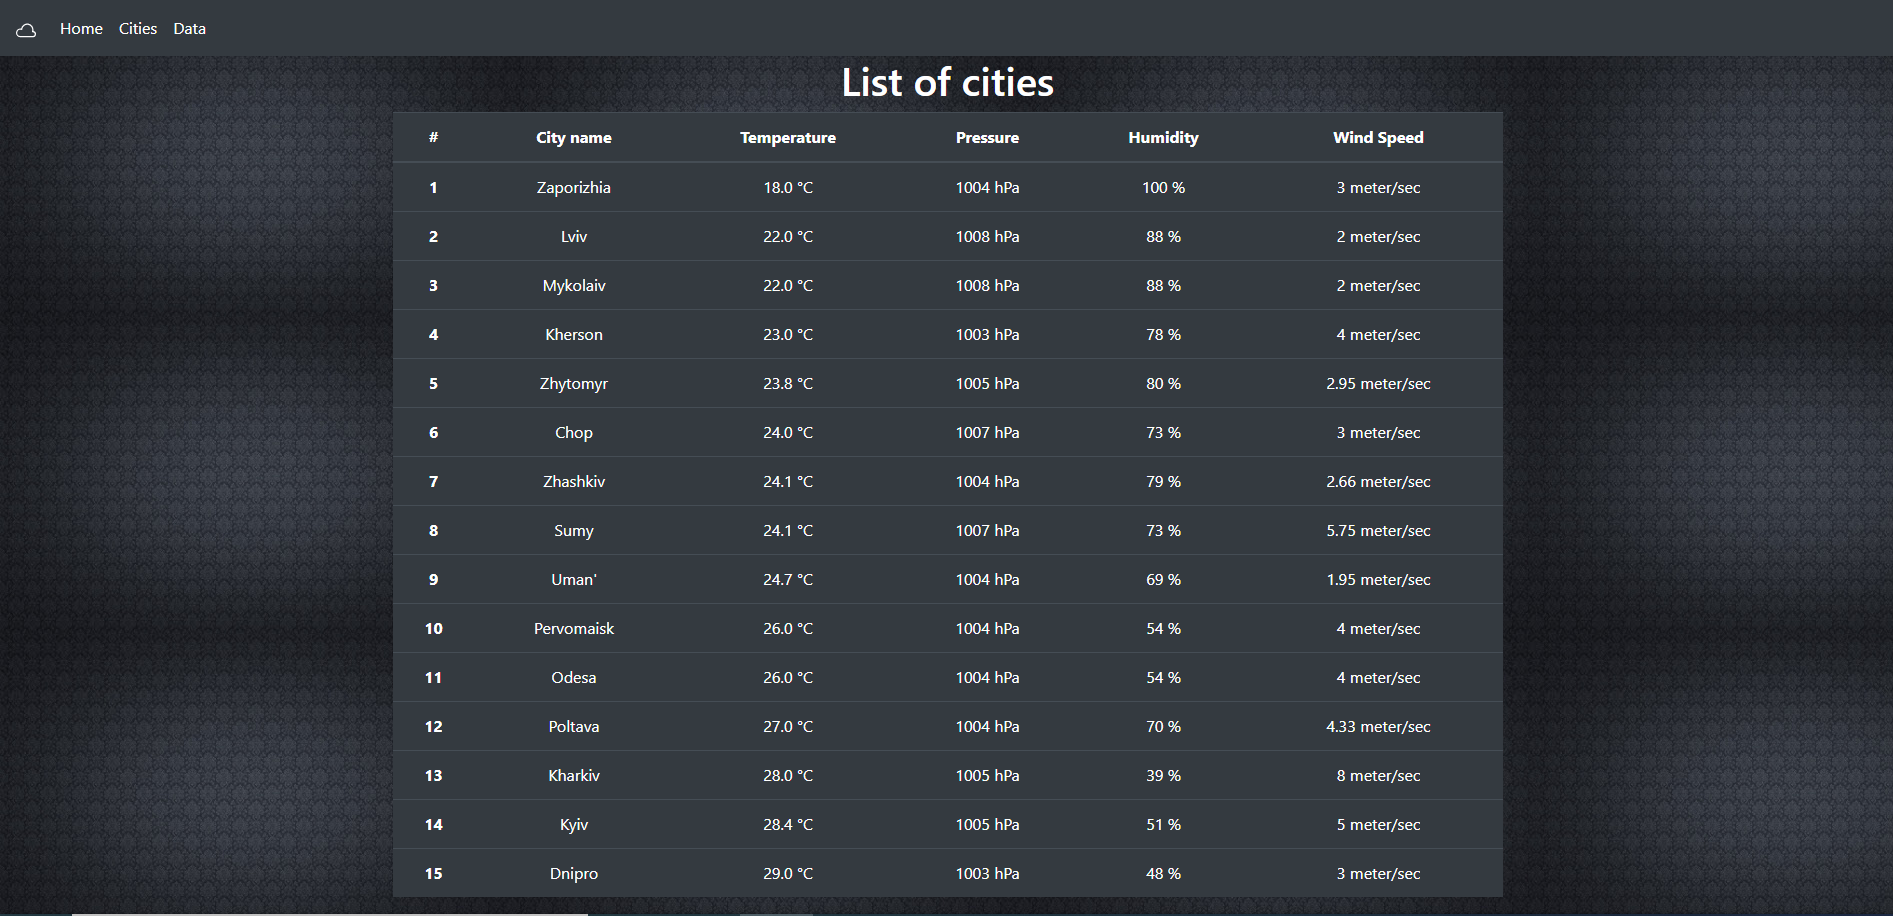 Home Cities Data
List of cities
# City name Temperature Pressure Humidity Wind Speed
1 Zaporizhia 18.0 °C 1004 hPa 100 % 3 meter/sec
2 Lviv 22.0 °C 1008 hPa 88 % 2 meter/sec
3 Mykolaiv 22.0 °C 1008 hPa 88 % 2 meter/sec
4 Kherson 23.0 °C 1003 hPa 78 % 4 meter/sec
5 Zhytomyr 23.8 °C 1005 hPa 80 % 2.95 meter/sec
6 Chop 24.0 °C 1007 hPa 73 % 3 meter/sec
7 Zhashkiv 24.1 °C 1004 hPa 79 % 2.66 meter/sec
8 Sumy 24.1 °C 1007 hPa 73 % 5.75 meter/sec
9 Uman' 24.7 °C 1004 hPa 69 % 1.95 meter/sec
10 Pervomaisk 26.0 °C 1004 hPa 54 % 4 meter/sec
11 Odesa 26.0 °C 1004 hPa 54 % 4 meter/sec
12 Poltava 27.0 °C 1004 hPa 70 % 4.33 meter/sec
13 Kharkiv 28.0 °C 1005 hPa 39 % 8 meter/sec
14 Kyiv 28.4 °C 1005 hPa 51 % 5 meter/sec
15 Dnipro 29.0 °C 1003 hPa 48 % 3 meter/sec